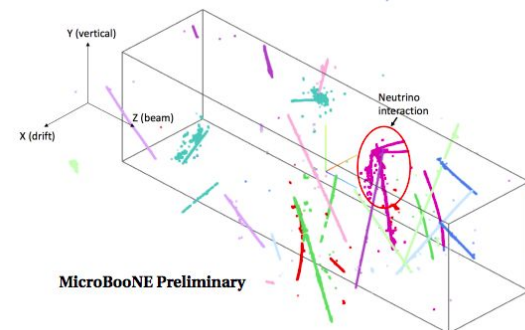 Y (vertical)
Neutrino
interaction
Z (beam)
X (drift)
MicroBooNE Preliminary